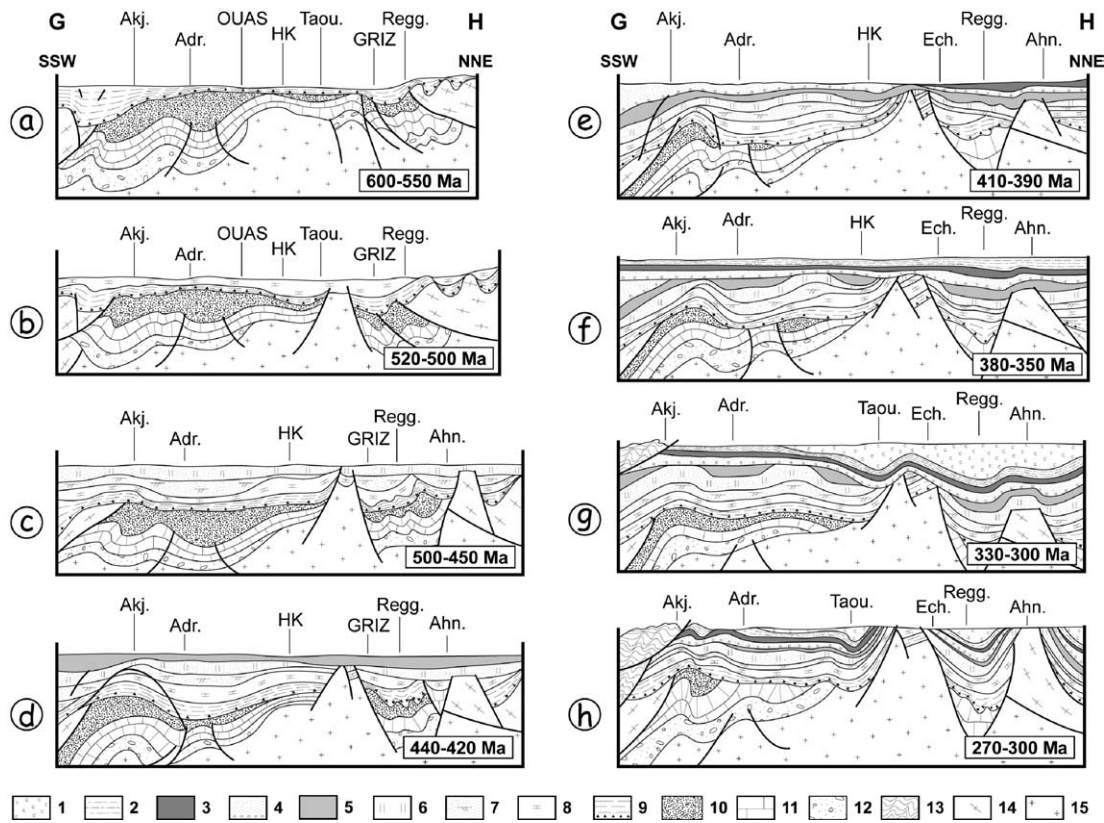 G Akj. Adr. OUAS HK Taou. GRIZ Regg. H
SSW NNE
a
600-550 Ma
Akj. Adr. OUAS HK Taou. GRIZ Regg.
b
520-500 Ma
Akj. Adr. HK GRIZ Regg. Ahn.
c
500-450 Ma
Akj. Adr. HK GRIZ Regg. Ahn.
d
440-420 Ma
G Akj. Adr. HK Ech. Regg. Ahn. H
SSW NNE
e
410-390 Ma
Akj. Adr. HK Ech. Regg. Ahn.
f
380-350 Ma
Akj. Adr. Taou. Ech. Regg. Ahn.
g
330-300 Ma
Akj. Adr. Taou. Ech. Regg. Ahn.
h
270-300 Ma
1 2 3 4 5 6 7 8 9 10 11 12 13 14 15